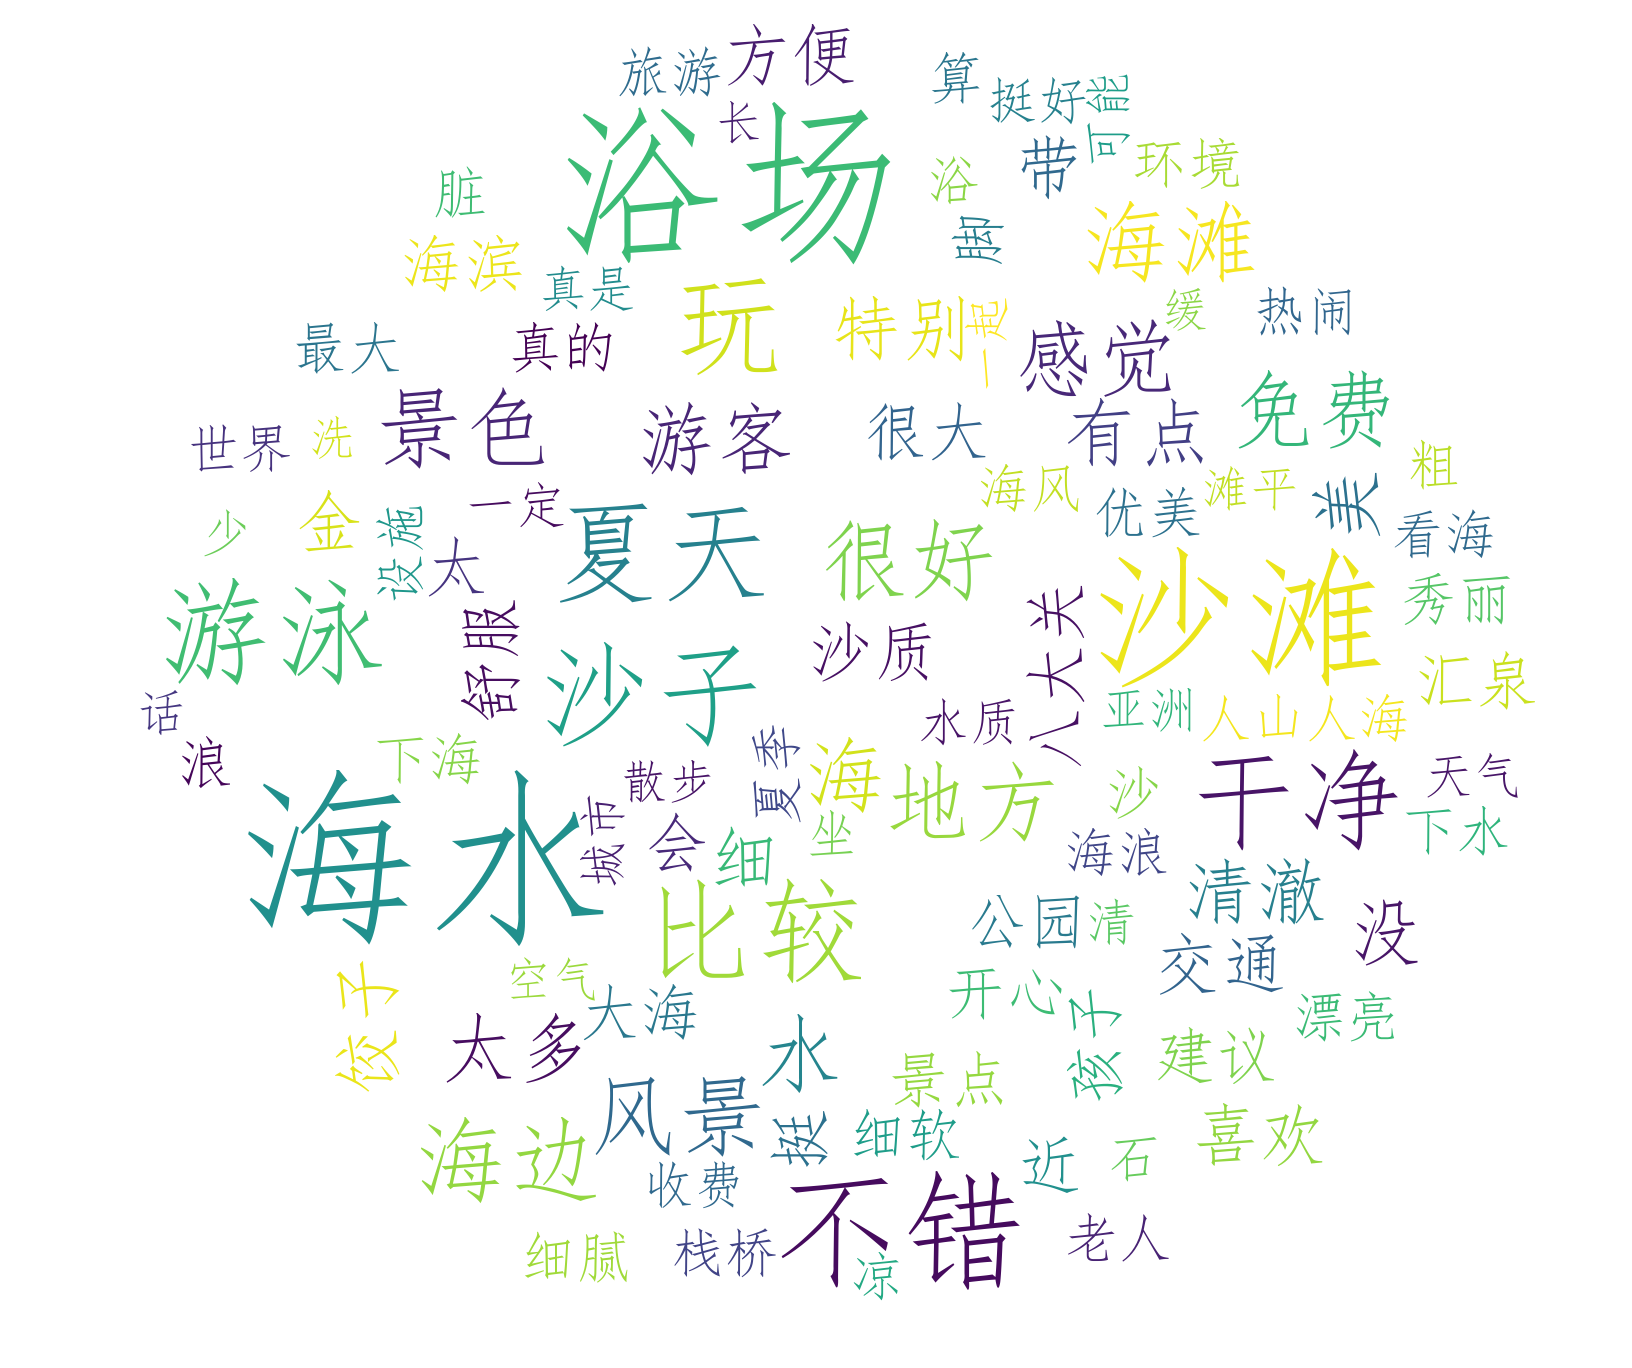 旅游
方便
算
挺好
可能
长
浴场
浴
带
环境
脏
脚
海滩
海滨
真是
玩
特别
一起
缓
热闹
最大
真的
感觉
景色
游客
很大
有点
免费
世界
洗
海风
滩平
粗
少
金
设施
一定
优美
美
看海
太
夏天
很好
沙滩
秀丽
游泳
舒服
沙子
沙质
八大关
汇泉
话
浪
下海
水质
亚洲
人山人海
散步
夏季
海
地方
沙
干净
天气
海水
城市
会
细
坐
海浪
下水
比较
清澈
公园
清
没
饺子
空气
大海
交通
开心
孩子
漂亮
太多
水
景点
建议
风景
海边
挺
细软
近
石
喜欢
收费
不错
细腻
栈桥
凉
老人